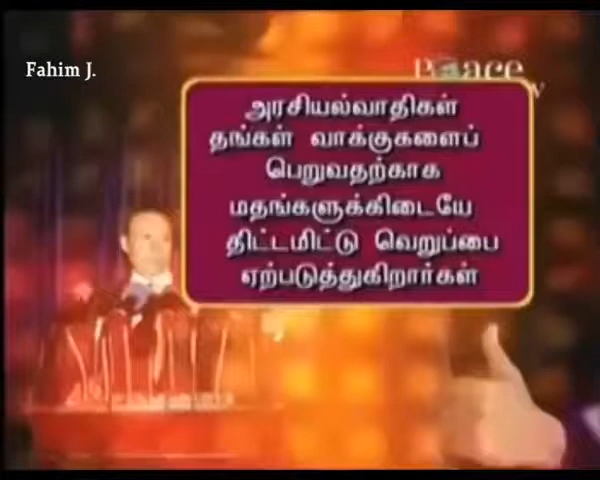 Fahim J.
Peace
அரசியல்வாதிகள்
தங்கள் வாக்குகளைப்
பெறுவதற்காக
மதங்களுக்கிடையே
திட்டமிட்டு வெறுப்பை
ஏற்படுத்துகிறார்கள்